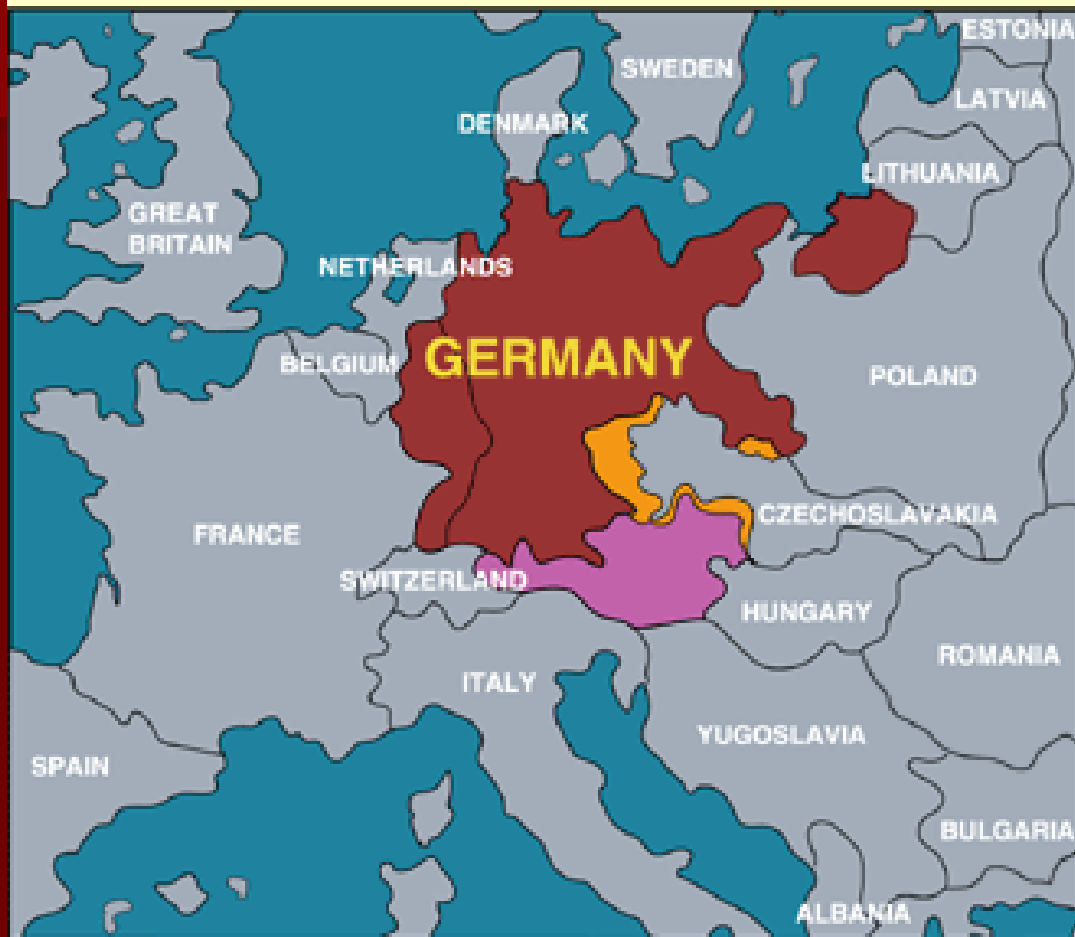 ESTONIA
SWEDEN
LATVIA
DENMARK
LITHUANIA
GREAT
BRITAIN
NETHERLANDS
GERMANY
BELGIUM
POLAND
CZECHOSLAVAKIA
FRANCE
SWITZERLAND
HUNGARY
ROMANIA
ITALY
YUGOSLAVIA
SPAIN
BULGARIA
ALBANIA